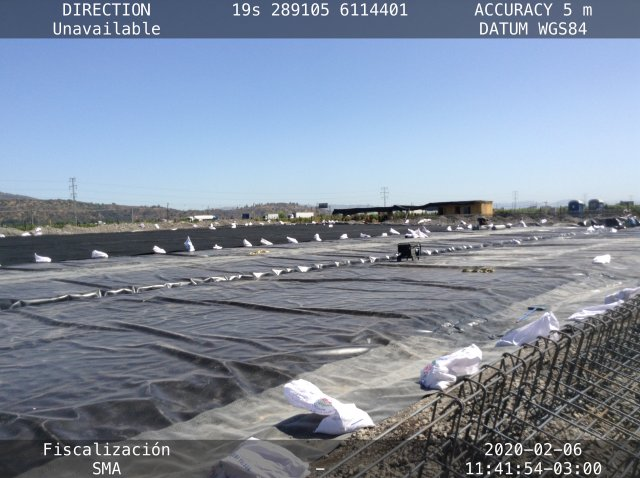 DIRECTION
Unavailable
19s 289105 6114401
ACCURACY 5 m
DATUM WGS84
Fiscalización
SMA
-
2020-02-06
11:41:54-03:00